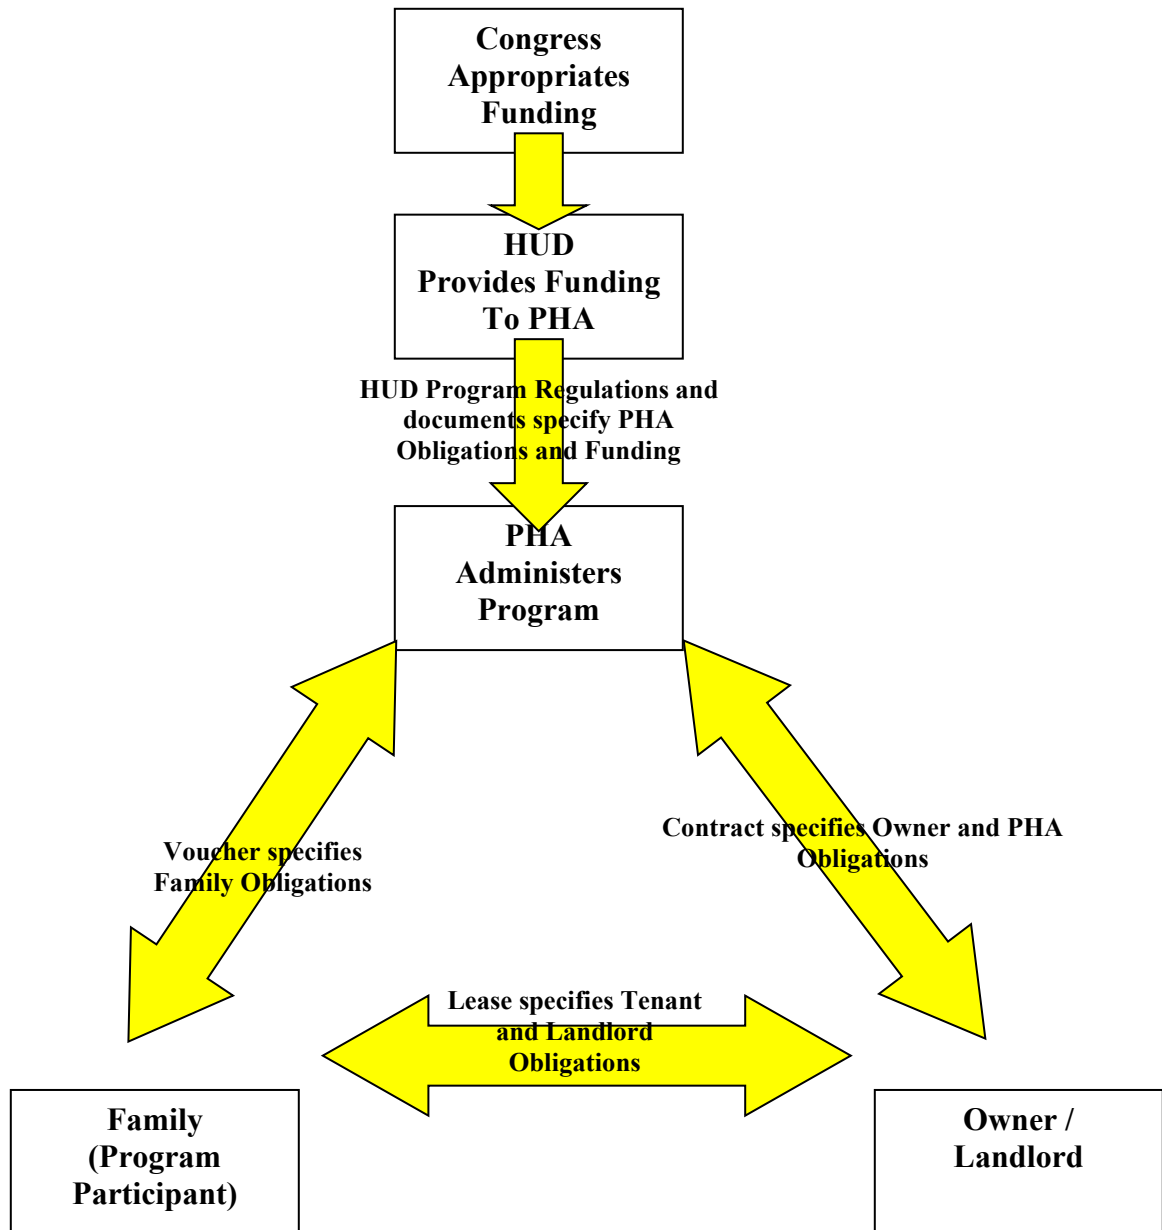 Congress
Appropriates
Funding
HUD
Provides Funding
To PHA
HUD Program Regulations and
documents specify PHA
Obligations and Funding
PHA
Administers
Program
Voucher specifies
Family Obligations
Contract specifies Owner and PHA
Obligations
Lease specifies Tenant
and Landlord
Obligations
Family
(Program
Participant)
Owner /
Landlord